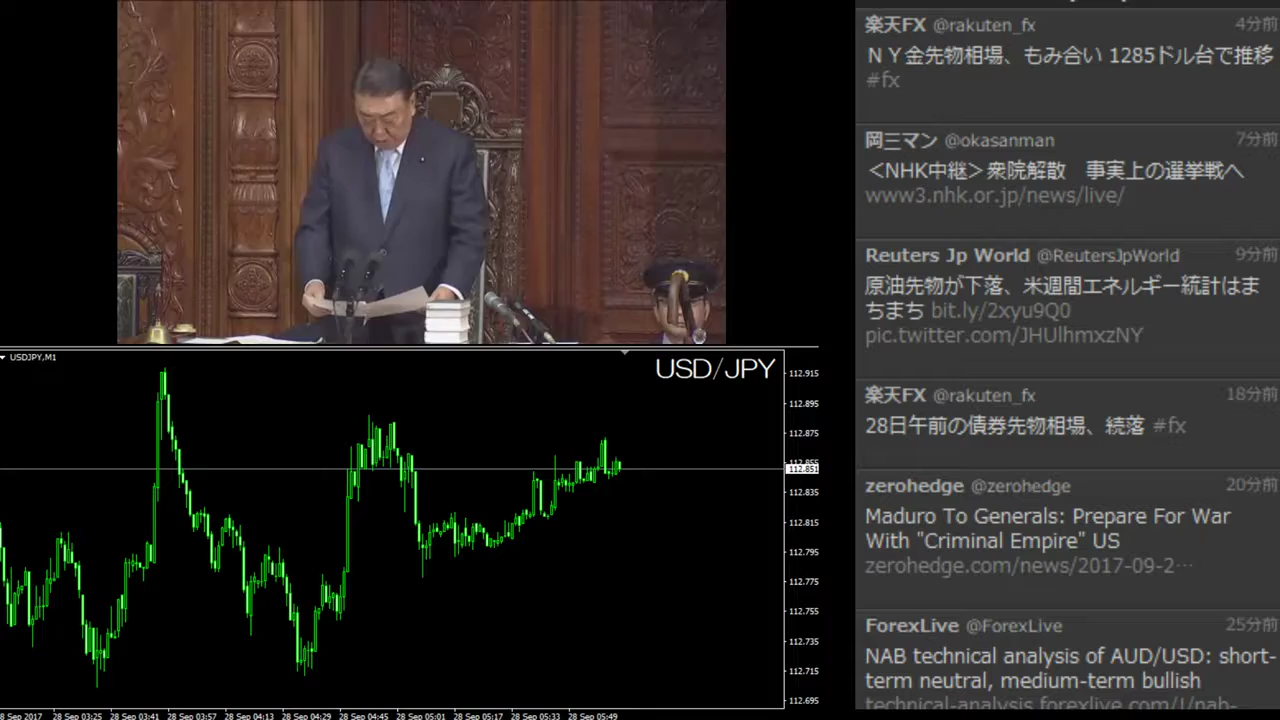 楽天FX @rakuten_fx 4分前
ＮＹ金先物相場、もみ合い 1285ドル台で推移
#fx
岡三マン @okasanman 7分前
＜NHK中継＞衆院解散　事実上の選挙戦へ
www3.nhk.or.jp/news/live/
Reuters Jp World @ReutersJpWorld 9分前
原油先物が下落、米週間エネルギー統計はま
ちまち bit.ly/2xyu9Q0
pic.twitter.com/JHUlhmxzNY
楽天FX @rakuten_fx 18分前
28日午前の債券先物相場、続落 #fx
zerohedge @zerohedge 20分前
Maduro To Generals: Prepare For War
With "Criminal Empire" US
zerohedge.com/news/2017-09-2…
ForexLive @ForexLive 25分前
NAB technical analysis of AUD/USD: short-
term neutral, medium-term bullish
technical-analysis.forexlive.com/!/nab-
USDJPY,M1
USD/JPY
112.915
112.895
112.875
112.855
112.851
112.835
112.815
112.795
112.775
112.755
112.735
112.715
112.695
8 Sep 2017 28 Sep 03:25 28 Sep 03:41 28 Sep 03:57 28 Sep 04:13 28 Sep 04:29 28 Sep 04:45 28 Sep 05:01 28 Sep 05:17 28 Sep 05:33 28 Sep 05:49